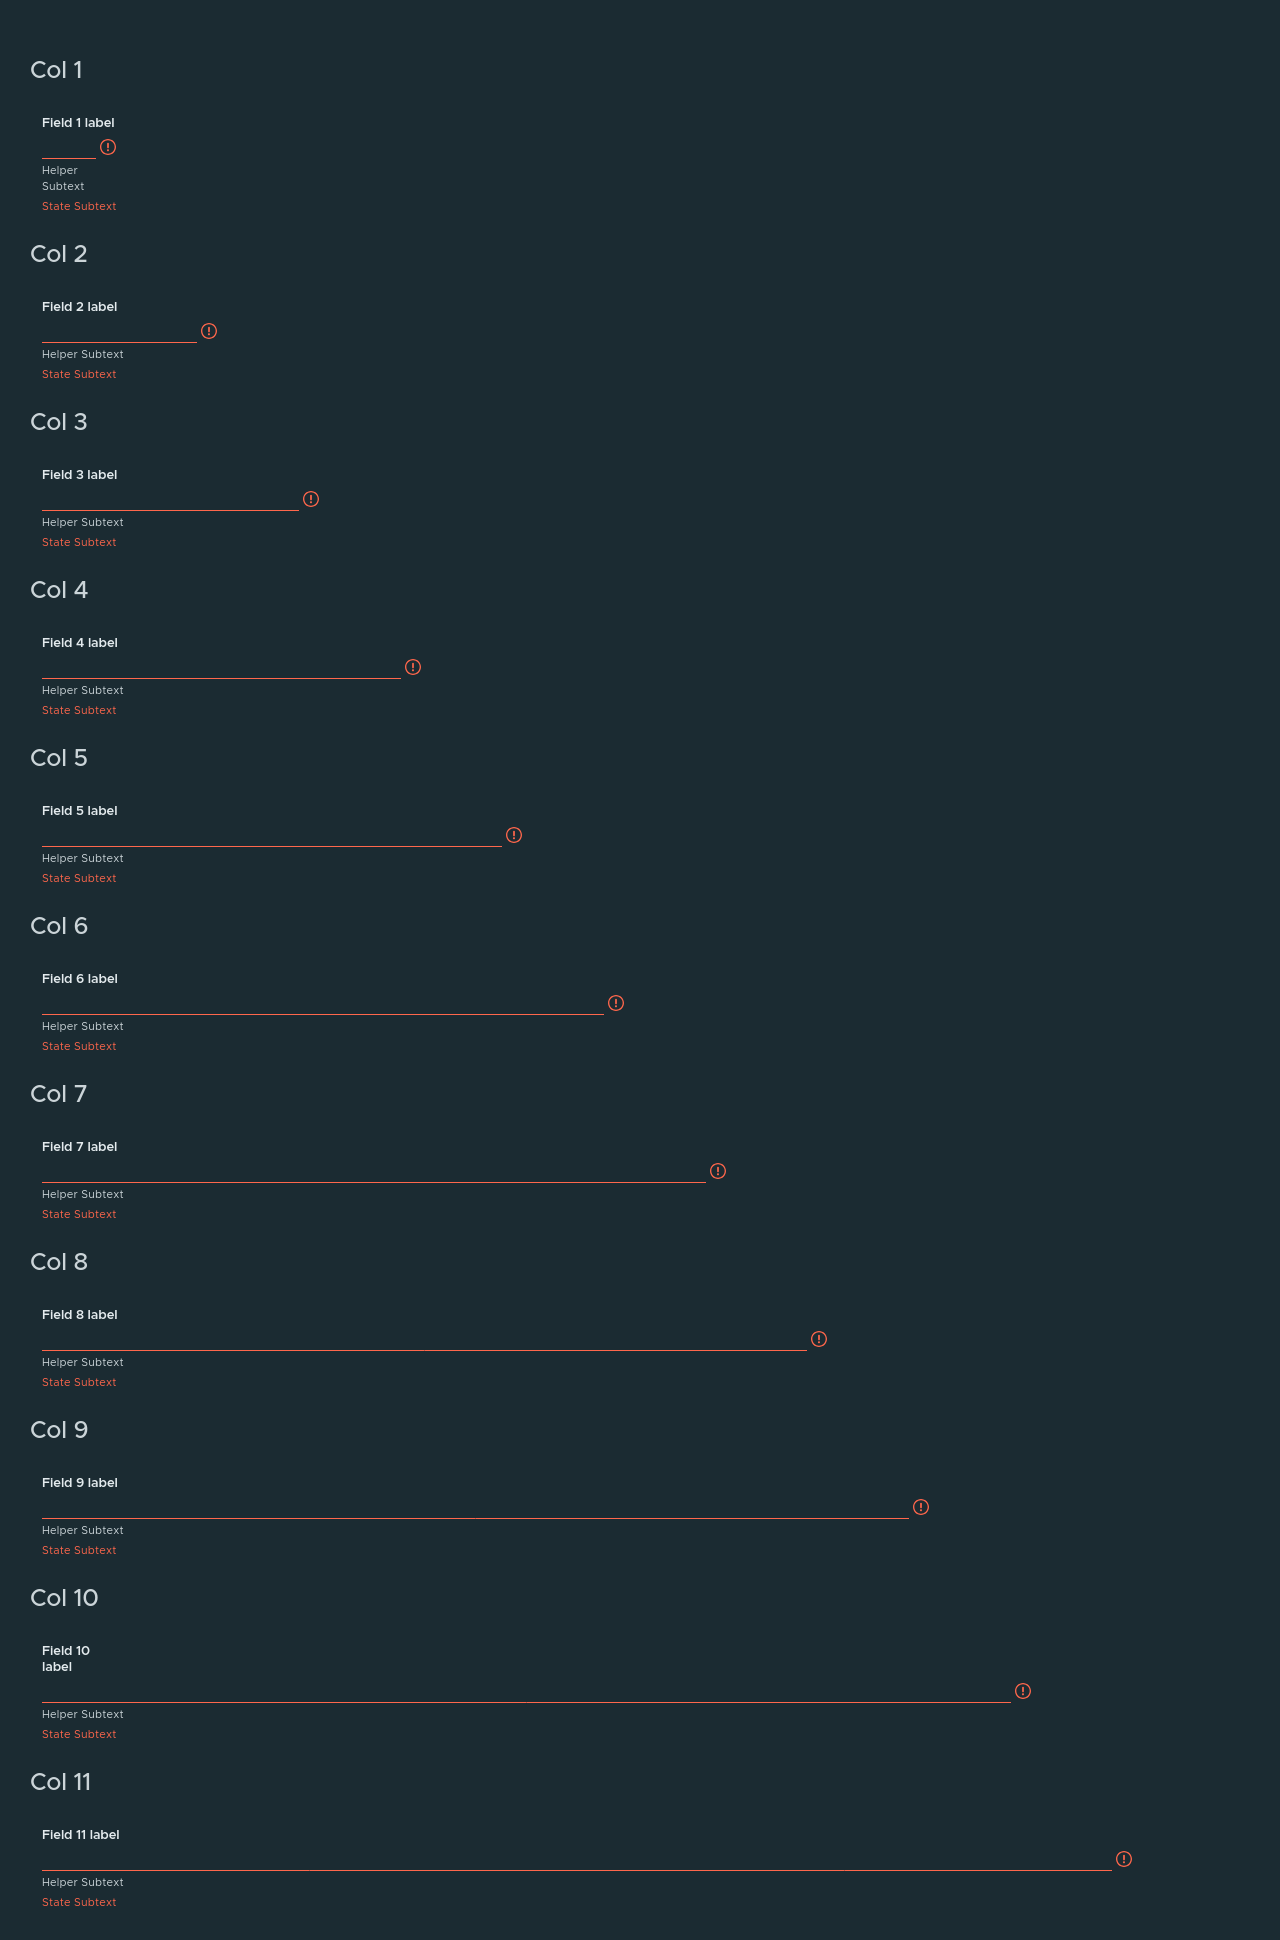 Col 1
Field 1 label
Helper
Subtext
State Subtext
Col 2
Field 2 label
Helper Subtext
State Subtext
Col 3
Field 3 label
Helper Subtext
State Subtext
Col 4
Field 4 label
Helper Subtext
State Subtext
Col 5
Field 5 label
Helper Subtext
State Subtext
Col 6
Field 6 label
Helper Subtext
State Subtext
Col 7
Field 7 label
Helper Subtext
State Subtext
Col 8
Field 8 label
Helper Subtext
State Subtext
Col 9
Field 9 label
Helper Subtext
State Subtext
Col 10
Field 10
label
Helper Subtext
State Subtext
Col 11
Field 11 label
Helper Subtext
State Subtext